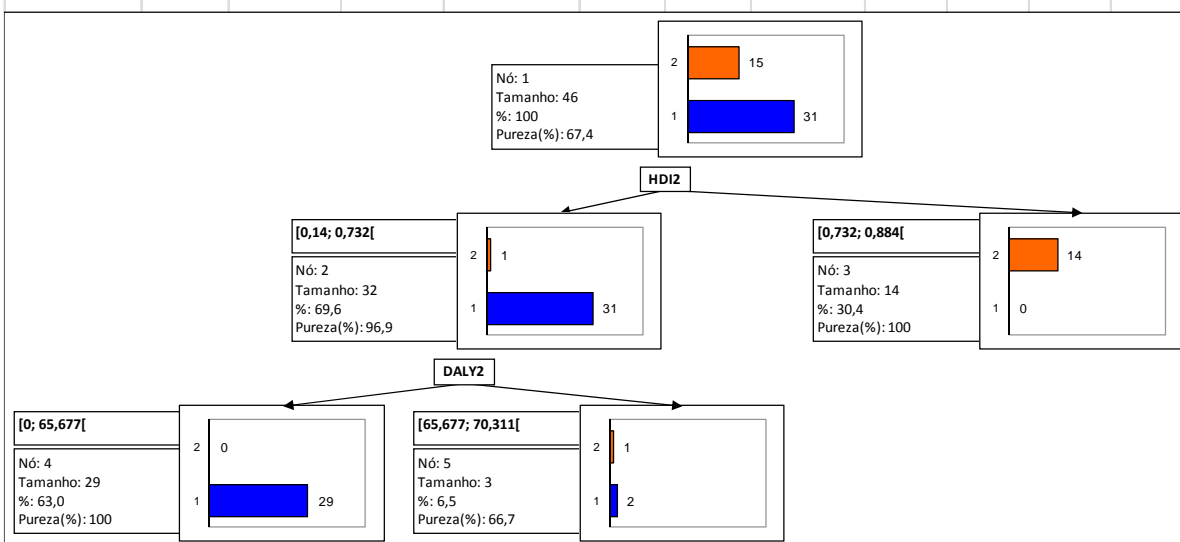 2 15
Nó: 1
Tamanho: 46
%: 100
Pureza(%): 67,4
1 31
HDI2
[0,14; 0,732[
Nó: 2
Tamanho: 32
%: 69,6
Pureza(%): 96,9
2 1
1 31
[0,732; 0,884[
Nó: 3
Tamanho: 14
%: 30,4
Pureza(%): 100
2 14
1 0
DALY2
[0; 65,677[
Nó: 4
Tamanho: 29
%: 63,0
Pureza(%): 100
2 0
1 29
[65,677; 70,311[
Nó: 5
Tamanho: 3
%: 6,5
Pureza(%): 66,7
2 1
1 2